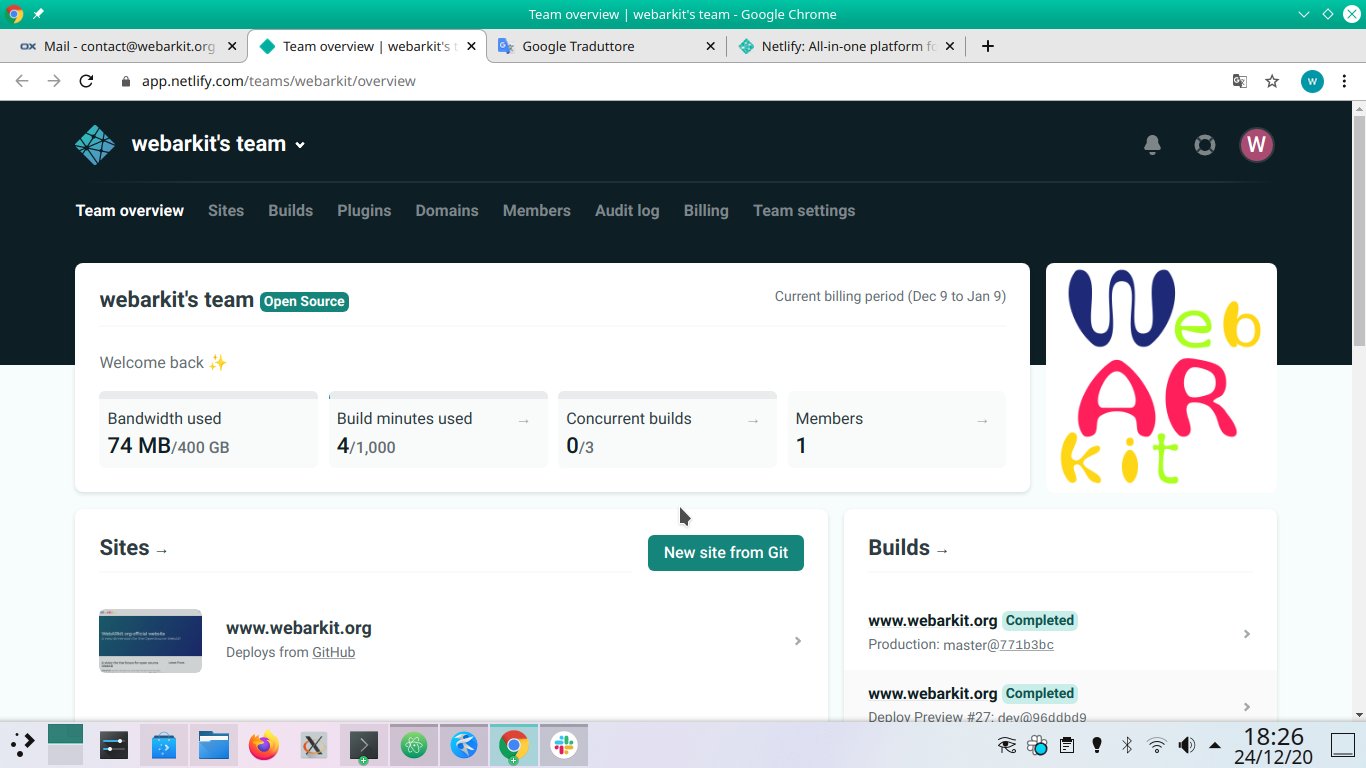 Team overview | webarkit's team - Google Chrome
Mail - contact@webarkit.org
Team overview | webarkit's t
Google Traduttore
Netlify: All-in-one platform fo
app.netlify.com/teams/webarkit/overview
W
webarkit's team
W
Team overview Sites Builds Plugins Domains Members Audit log Billing Team settings
webarkit's team Open Source
Current billing period (Dec 9 to Jan 9)
Welcome back ✨
Bandwidth used
74 MB/400 GB
Build minutes used →
4/1,000
Concurrent builds →
0/3
Members →
1
Web
AR
kit
Sites →
New site from Git
www.webarkit.org
Deploys from GitHub
Builds →
www.webarkit.org Completed
Production: master@771b3bc
www.webarkit.org Completed
Deploy Preview #27: dev@96ddbd9
18:26
24/12/20